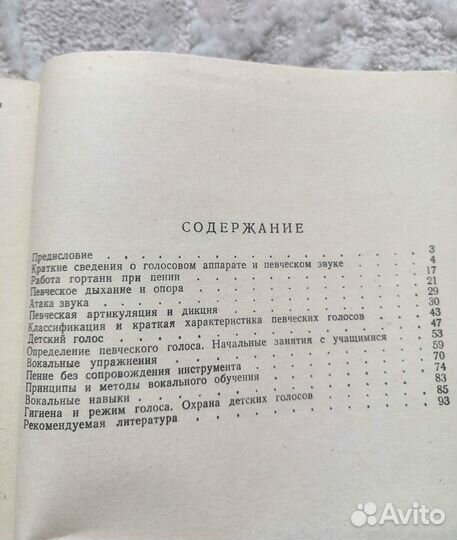 СОДЕРЖАНИЕ
Предисловие . . . . . . . . . . 3
Краткие сведения о голосовом аппарате и певческом звуке . . . 4
Работа гортани при пении . . . . . . . . 17
Певческое дыхание и опора . . . . . . . . 21
Атака звука . . . . . . . . . . 29
Певческая артикуляция и дикция . . . . . . . 30
Классификация и краткая характеристика певческих голосов . . 43
Детский голос . . . . . . . . . . 47
Определение певческого голоса. Начальные занятия с учащимися . 53
Вокальные упражнения . . . . . . . . 59
Пение без сопровождения инструмента . . . . . . 70
Принципы и методы вокального обучения . . . . . 74
Вокальные навыки . . . . . . . . . 83
Гигиена и режим голоса. Охрана детских голосов . . . . 85
Рекомендуемая литература . . . . . . . . 93
Avito